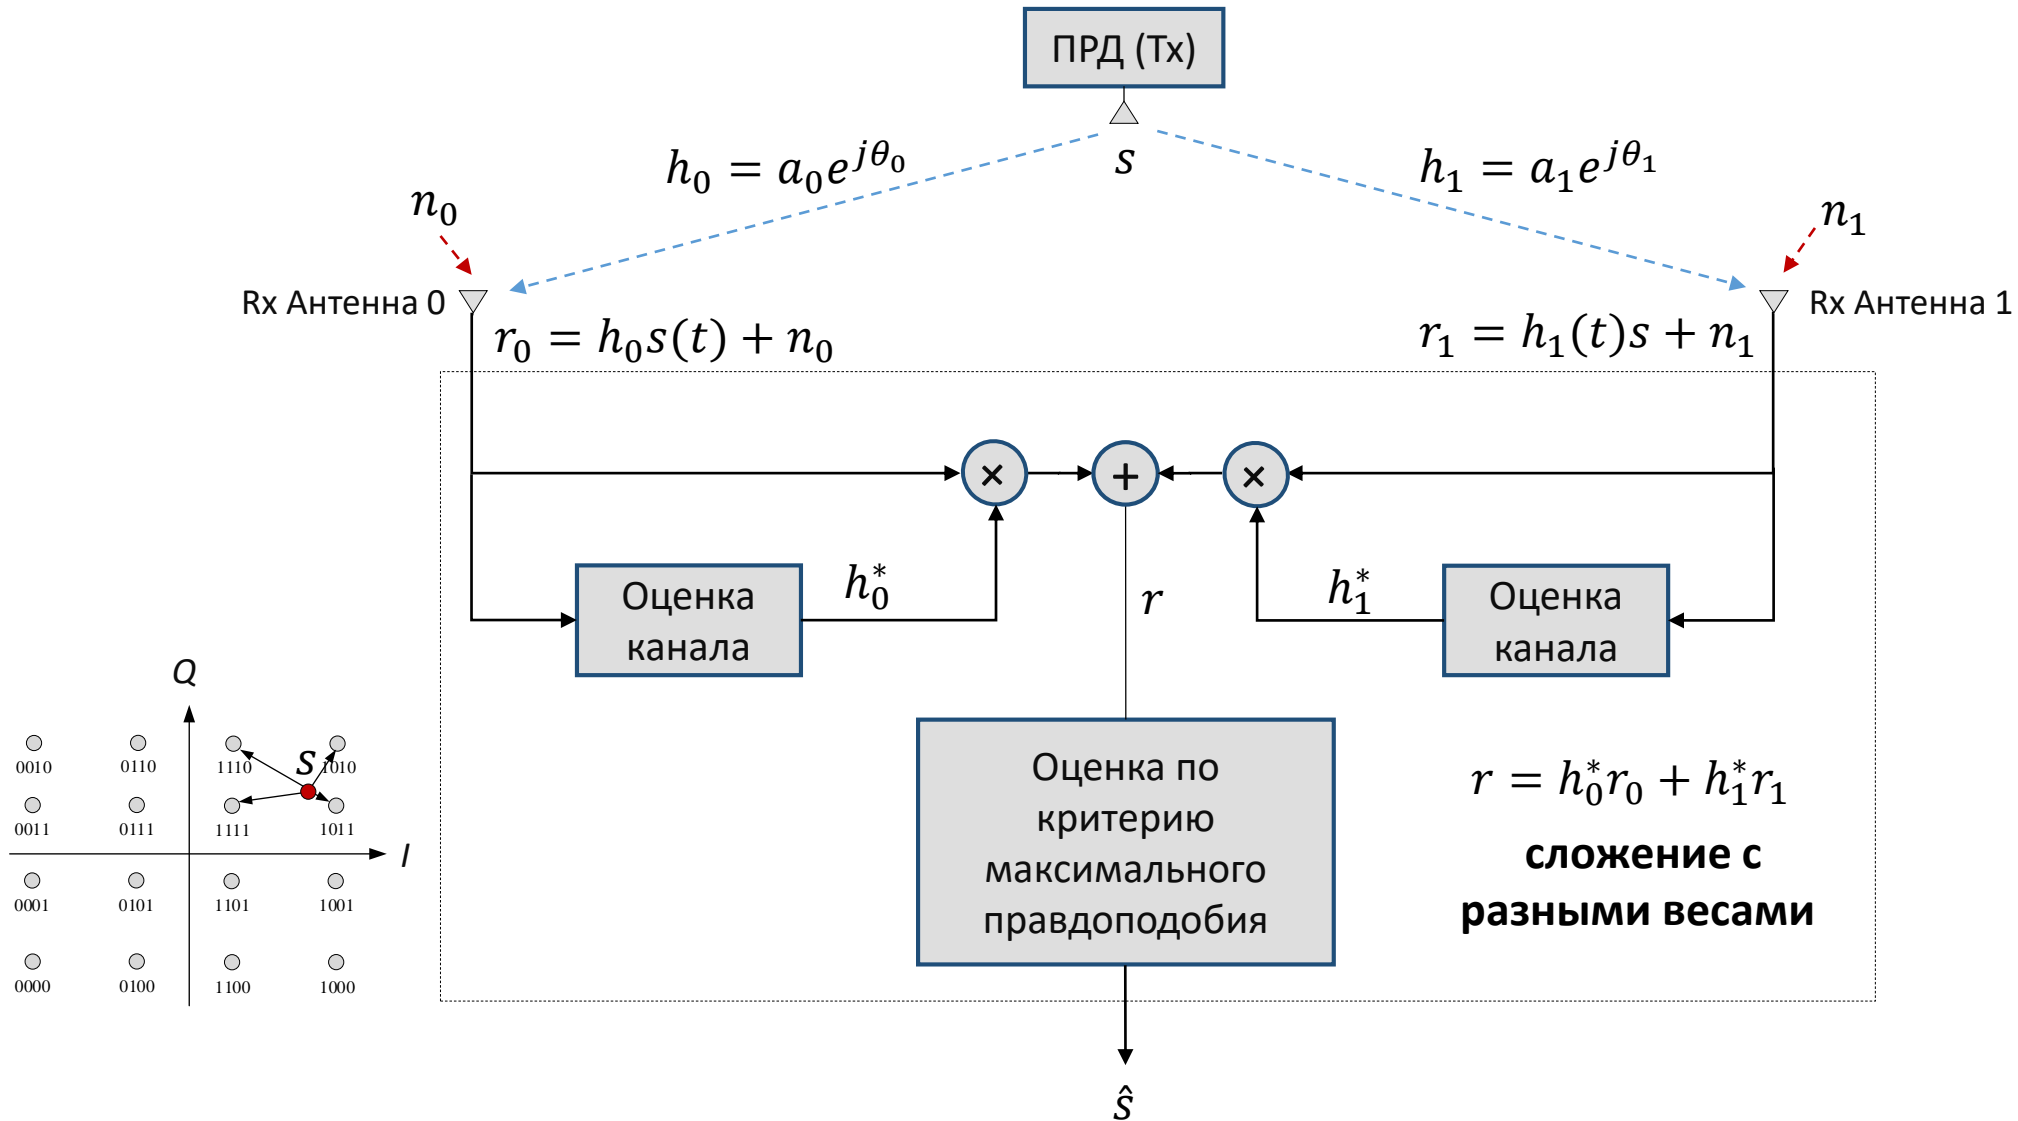 ПРД (Tx)
s
h₀ = a₀e^{jθ₀}
h₁ = a₁e^{jθ₁}
n₀
n₁
Rx Антенна 0
Rx Антенна 1
r₀ = h₀s(t) + n₀
r₁ = h₁(t)s + n₁
×
+
×
Оценка
канала
h₀*
r
h₁*
Оценка
канала
Оценка по
критерию
максимального
правдоподобия
r = h₀*r₀ + h₁*r₁
сложение с
разными весами
ŝ
Q
s
0010 0110 1110 1010
0011 0111 1111 1011
I
0001 0101 1101 1001
0000 0100 1100 1000